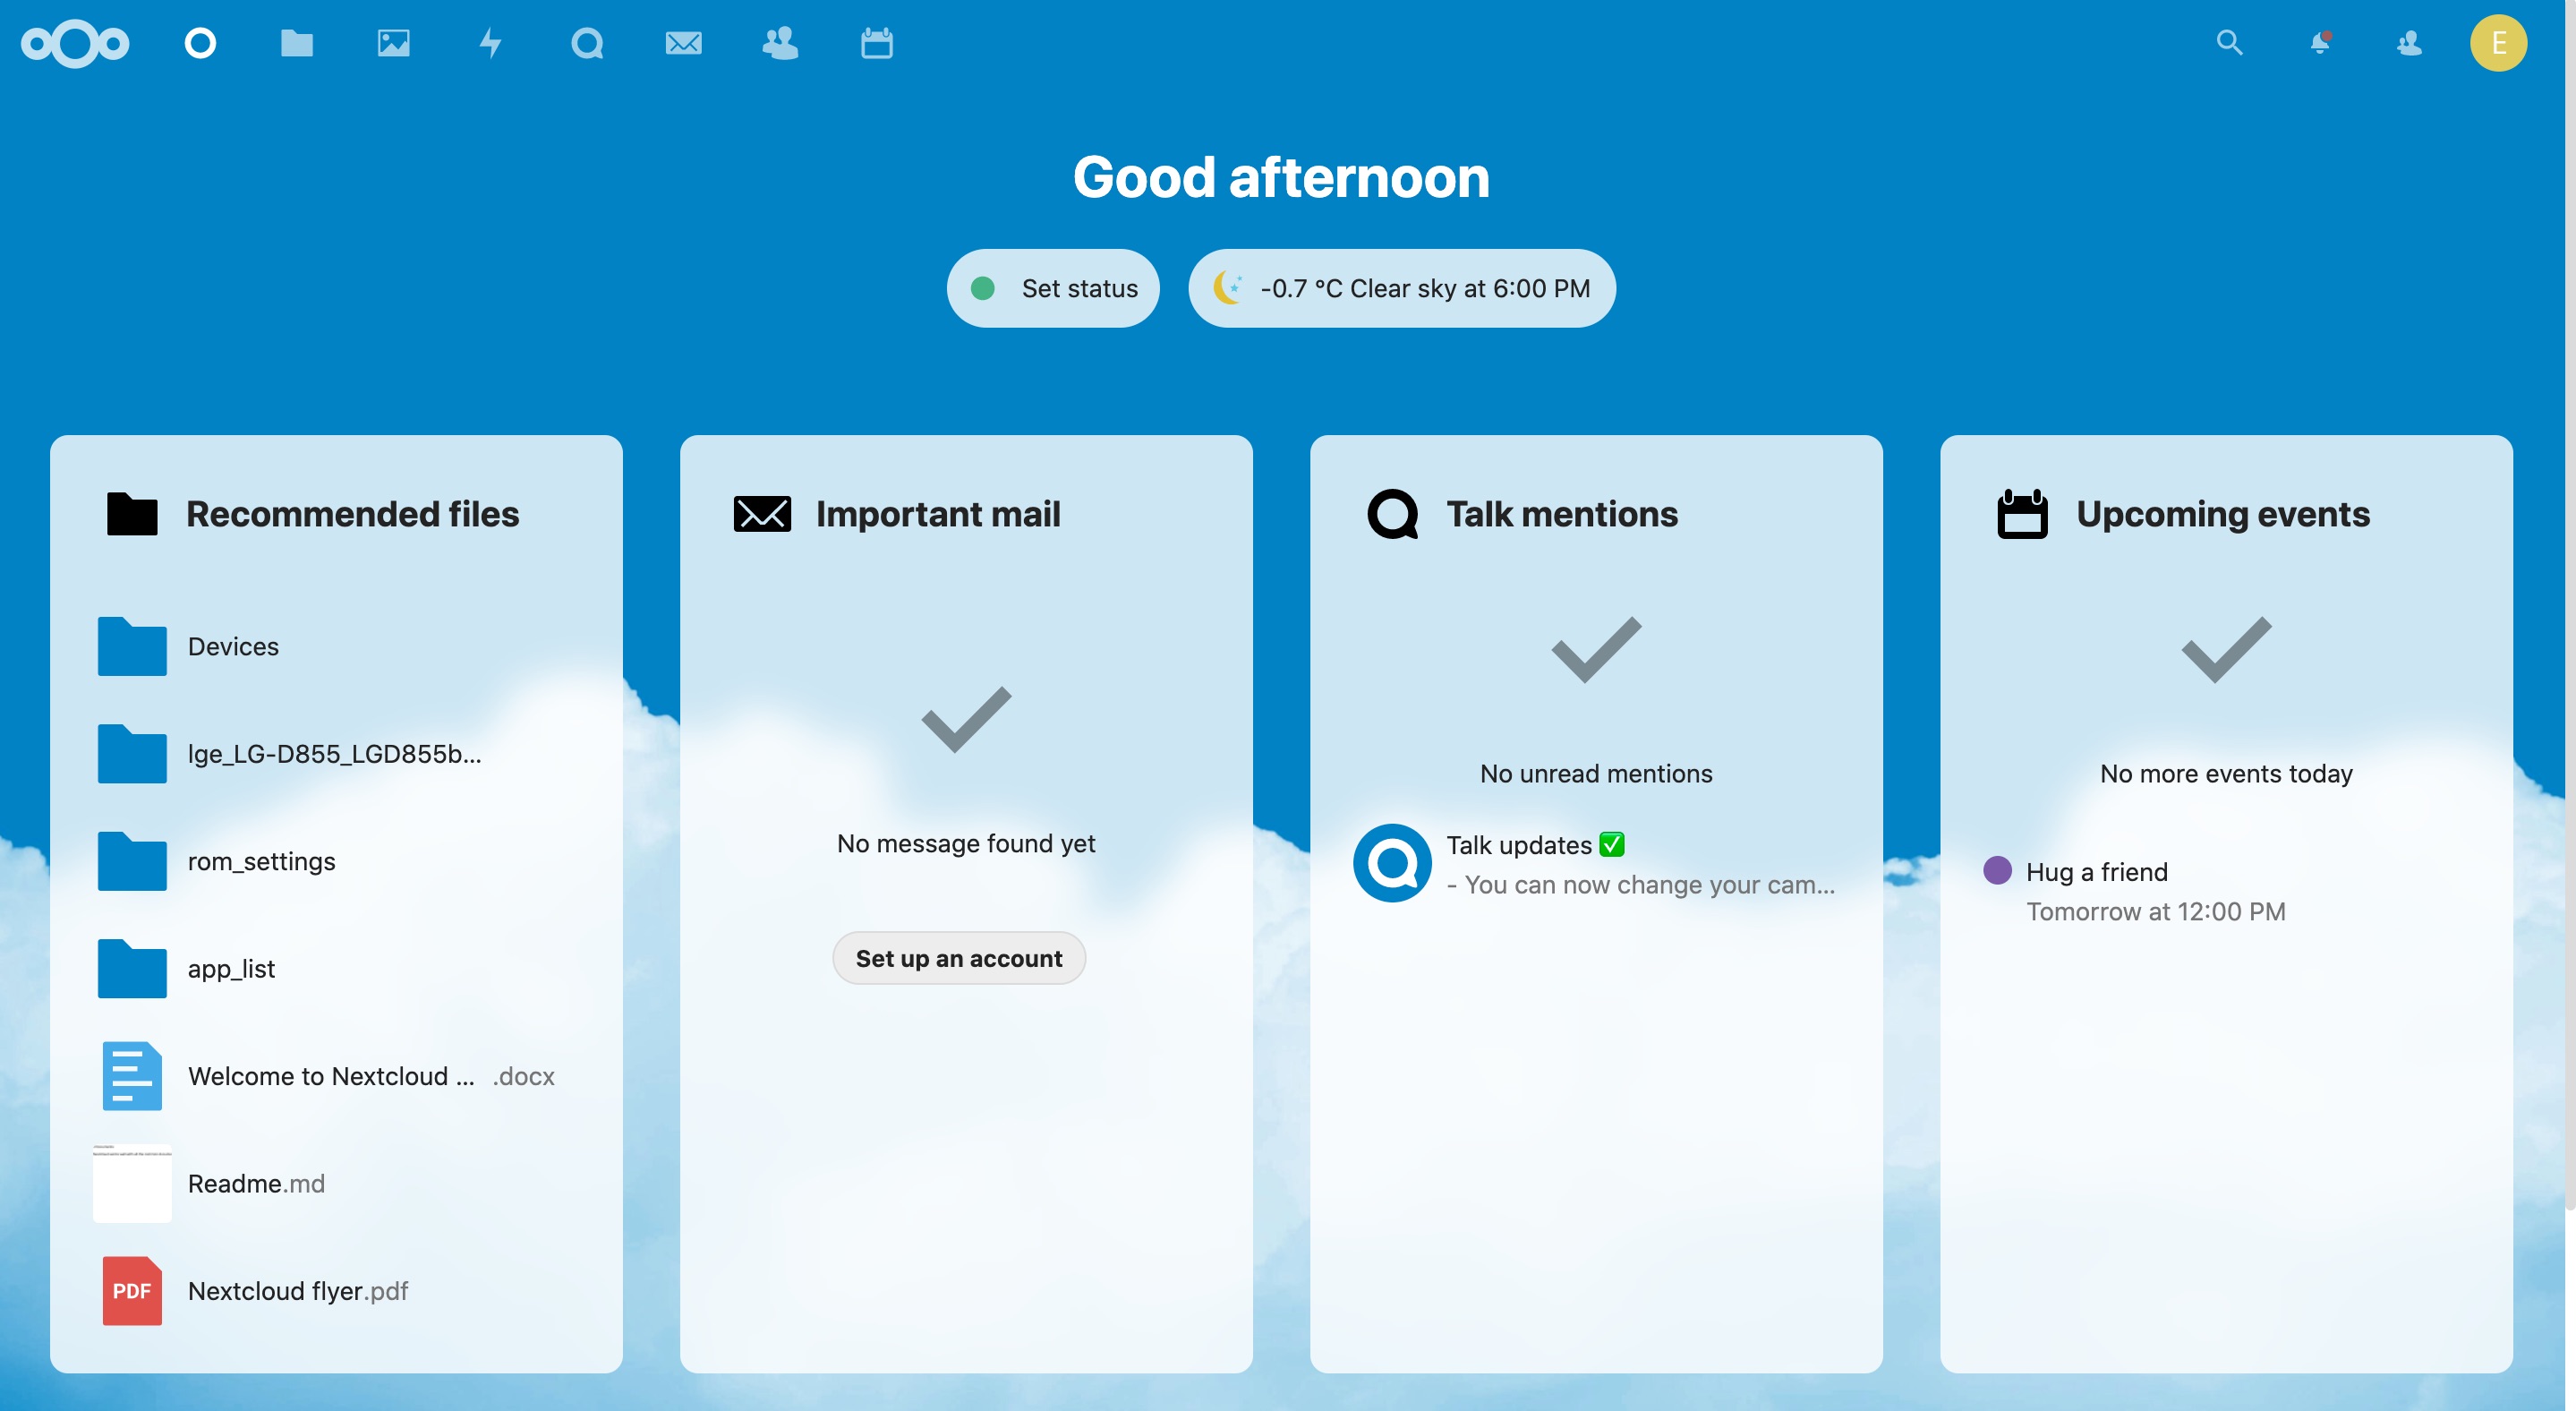 E
Good afternoon
Set status
-0.7 °C Clear sky at 6:00 PM
Recommended files
Devices
lge_LG-D855_LGD855b...
rom_settings
app_list
Welcome to Nextcloud ... .docx
Readme.md
PDF
Nextcloud flyer.pdf
Important mail
No message found yet
Set up an account
Talk mentions
No unread mentions
Talk updates ✅
- You can now change your cam...
Upcoming events
No more events today
Hug a friend
Tomorrow at 12:00 PM